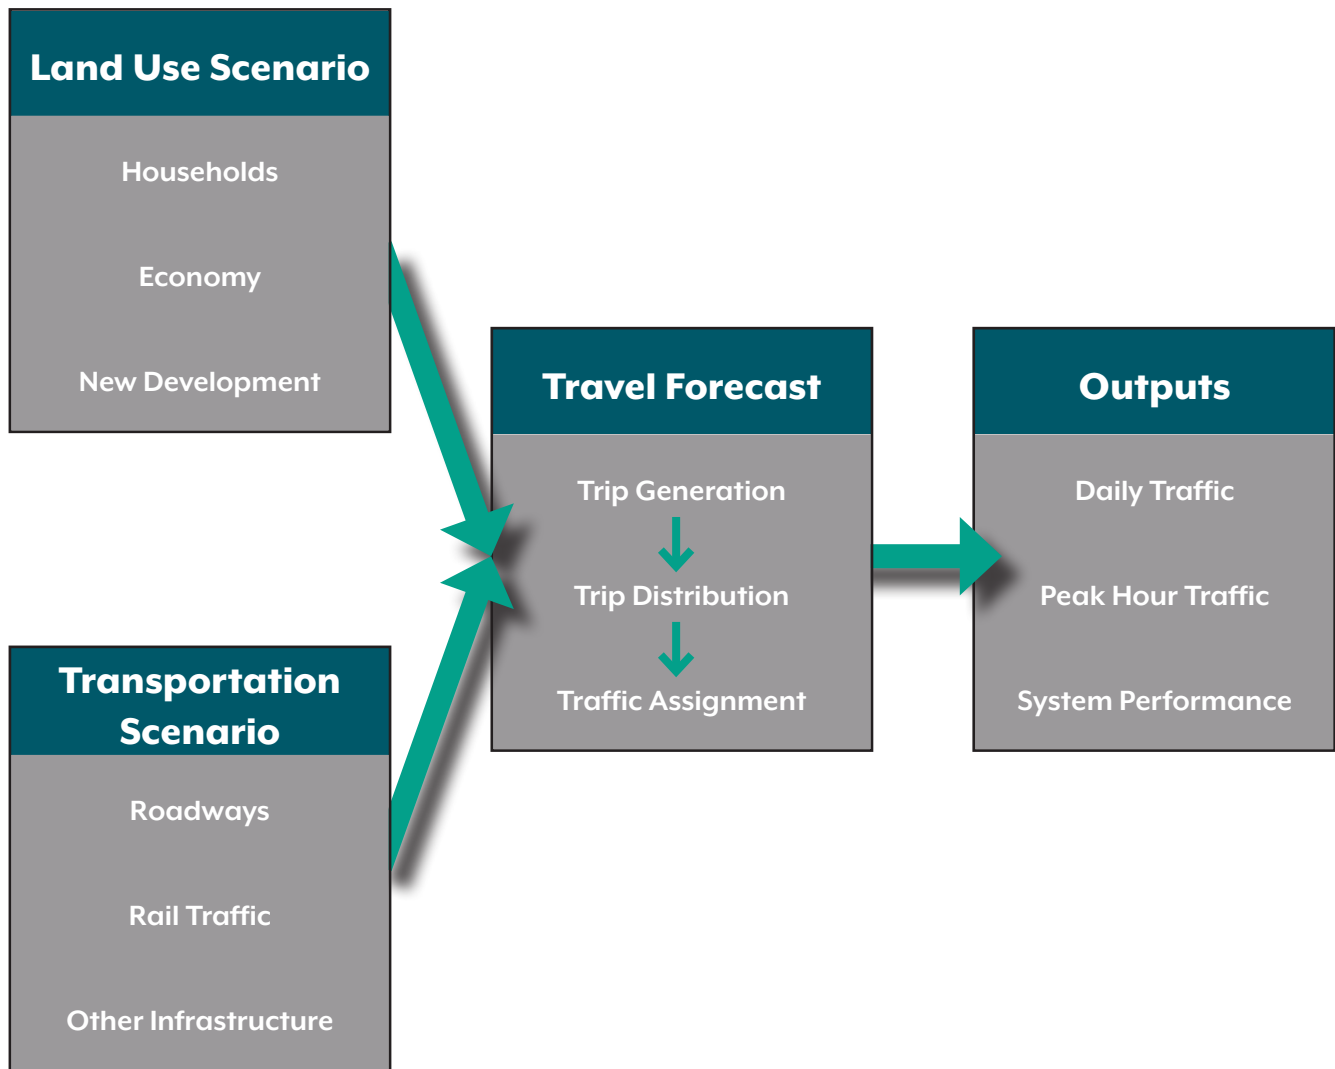 Land Use Scenario
Households
Economy
New Development
Transportation
Scenario
Roadways
Rail Traffic
Other Infrastructure
Travel Forecast
Trip Generation
Trip Distribution
Traffic Assignment
Outputs
Daily Traffic
Peak Hour Traffic
System Performance